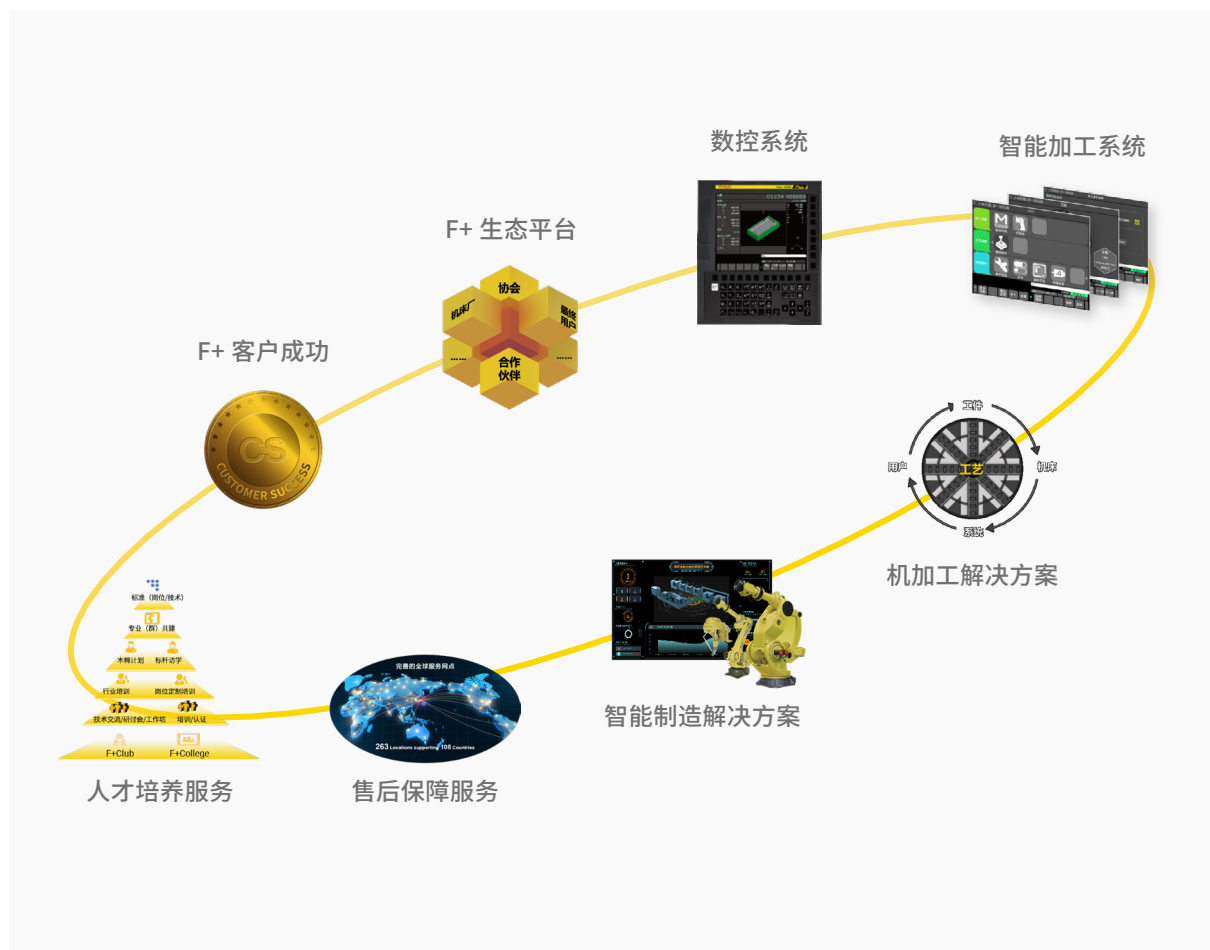 数控系统
智能加工系统
F+ 生态平台
协会
机床厂
最终
用户
……
……
合作
伙伴
F+ 客户成功
CS
CUSTOMER SUCCESS
工件
用户
工艺
机床
系统
机加工解决方案
标准（岗位/技术）
专业（群）共建
木棉计划
标杆访学
行业培训
岗位定制培训
技术交流/研讨会/工作坊
培训/认证
F+Club
F+College
人才培养服务
完善的全球服务网点
263 Locations supporting 108 Countries
售后保障服务
智能制造解决方案